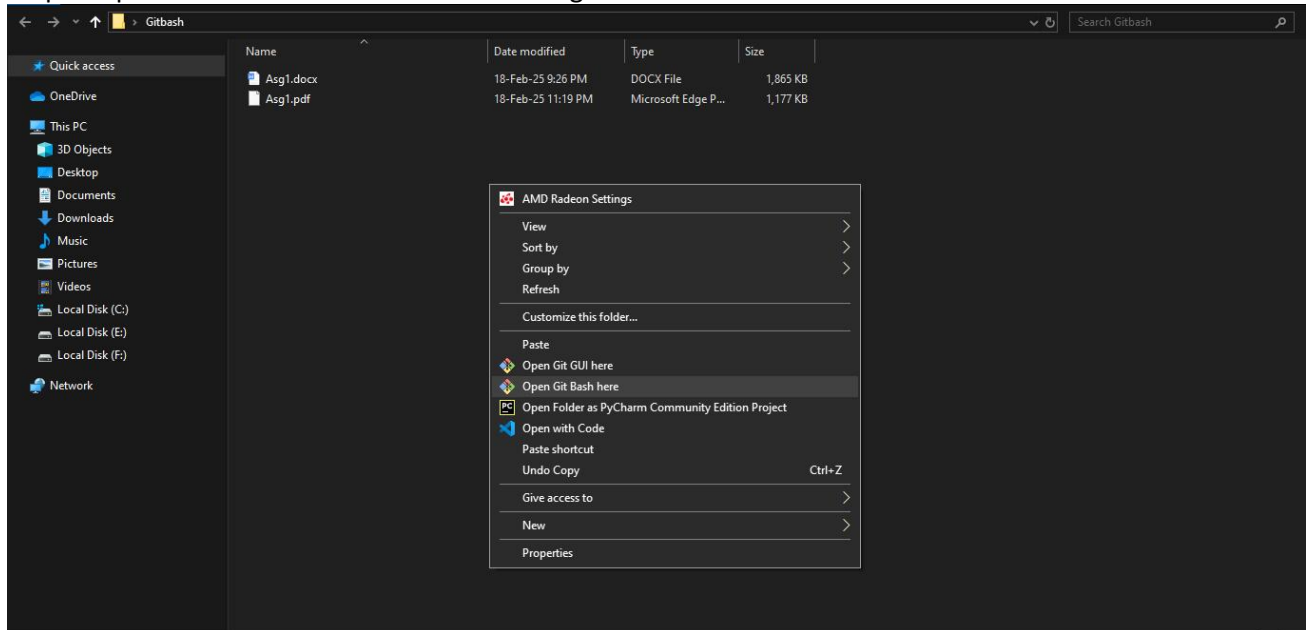 Gitbash
Search Gitbash
Name Date modified Type Size
Quick access
OneDrive
This PC
3D Objects
Desktop
Documents
Downloads
Music
Pictures
Videos
Local Disk (C:)
Local Disk (E:)
Local Disk (F:)
Network
Asg1.docx 18-Feb-25 9:26 PM DOCX File 1,865 KB
Asg1.pdf 18-Feb-25 11:19 PM Microsoft Edge P... 1,177 KB
AMD Radeon Settings
View
Sort by
Group by
Refresh
Customize this folder...
Paste
Open Git GUI here
Open Git Bash here
Open Folder as PyCharm Community Edition Project
Open with Code
Paste shortcut
Undo Copy Ctrl+Z
Give access to
New
Properties